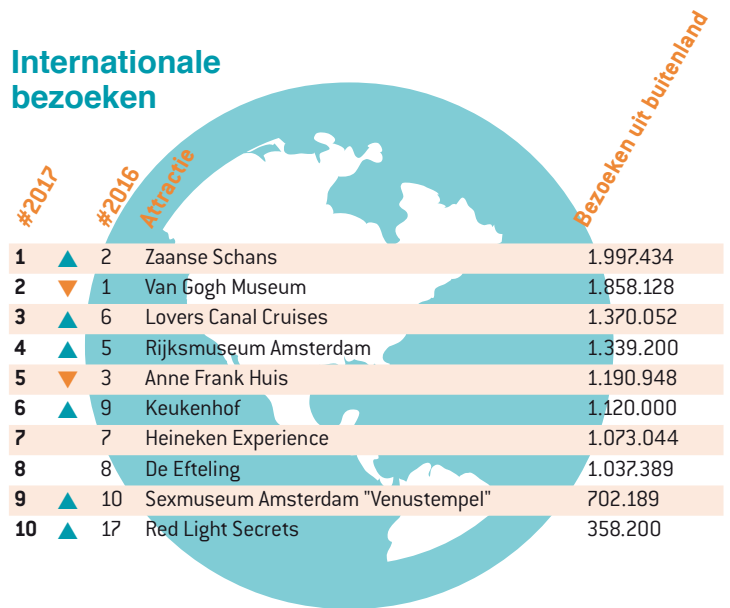 Internationale
bezoeken
#2017 #2016 Attractie Bezoeken uit buitenland
1 ▲ 2 Zaanse Schans 1.997.434
2 ▼ 1 Van Gogh Museum 1.858.128
3 ▲ 6 Lovers Canal Cruises 1.370.052
4 ▲ 5 Rijksmuseum Amsterdam 1.339.200
5 ▼ 3 Anne Frank Huis 1.190.948
6 ▲ 9 Keukenhof 1.120.000
7 7 Heineken Experience 1.073.044
8 8 De Efteling 1.037.389
9 ▲ 10 Sexmuseum Amsterdam "Venustempel" 702.189
10 ▲ 17 Red Light Secrets 358.200